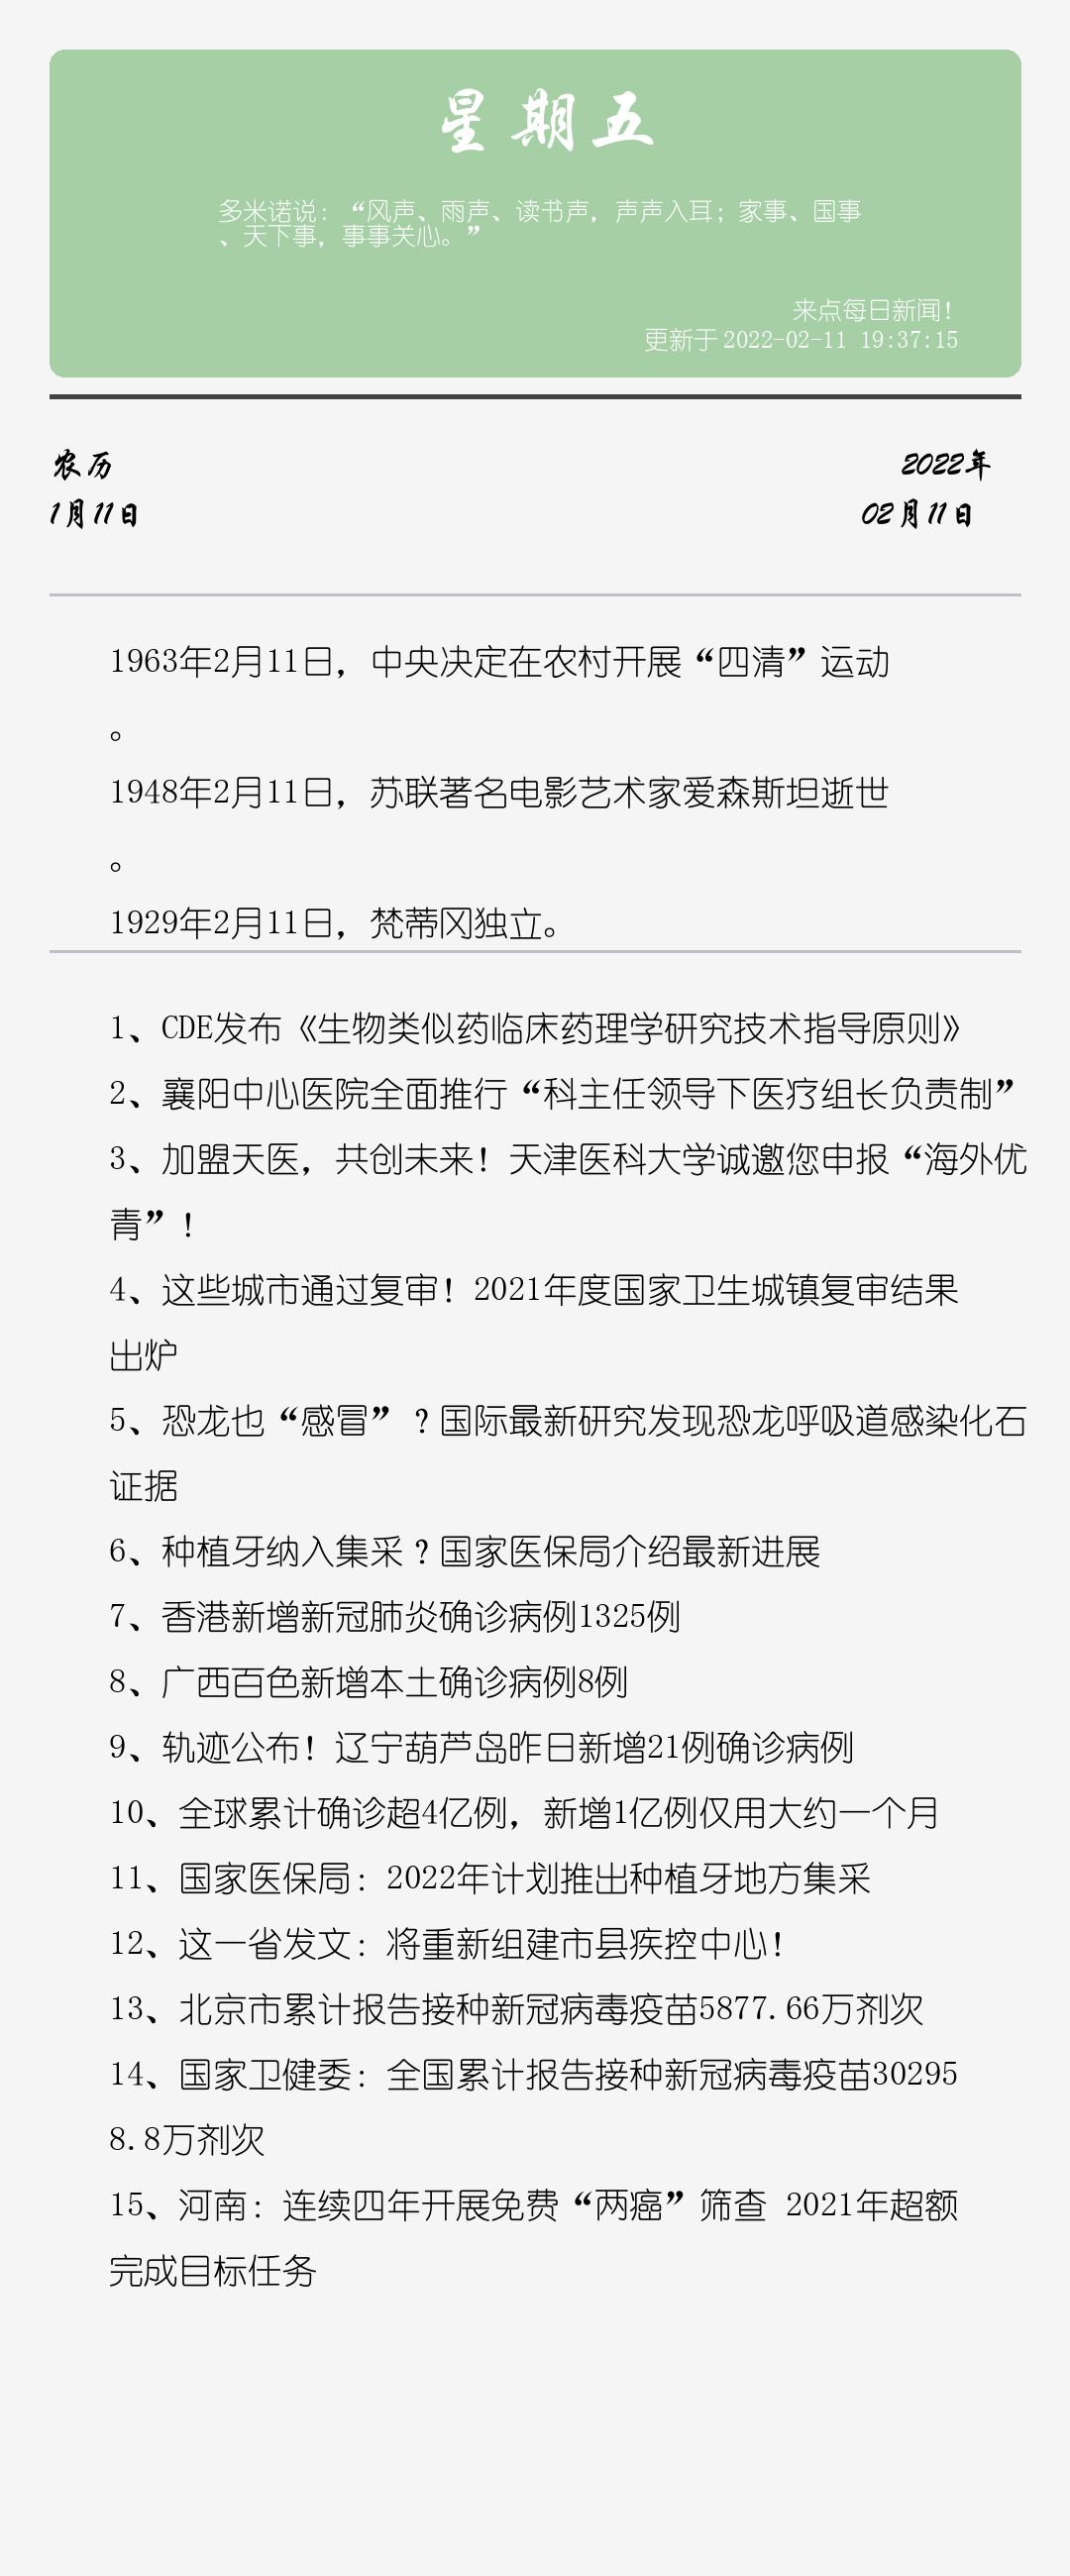 星期五
多米诺说：“风声、雨声、读书声，声声入耳；家事、国事
、天下事，事事关心。”
来点每日新闻！
更新于 2022-02-11 19:37:15
农历
2022年
1月11日
02月11日
1963年2月11日，中央决定在农村开展“四清”运动
。
1948年2月11日，苏联著名电影艺术家爱森斯坦逝世
。
1929年2月11日，梵蒂冈独立。
1、CDE发布《生物类似药临床药理学研究技术指导原则》
2、襄阳中心医院全面推行“科主任领导下医疗组长负责制”
3、加盟天医，共创未来！天津医科大学诚邀您申报“海外优
青”！
4、这些城市通过复审！2021年度国家卫生城镇复审结果
出炉
5、恐龙也“感冒”？国际最新研究发现恐龙呼吸道感染化石
证据
6、种植牙纳入集采？国家医保局介绍最新进展
7、香港新增新冠肺炎确诊病例1325例
8、广西百色新增本土确诊病例8例
9、轨迹公布！辽宁葫芦岛昨日新增21例确诊病例
10、全球累计确诊超4亿例，新增1亿例仅用大约一个月
11、国家医保局：2022年计划推出种植牙地方集采
12、这一省发文：将重新组建市县疾控中心！
13、北京市累计报告接种新冠病毒疫苗5877.66万剂次
14、国家卫健委：全国累计报告接种新冠病毒疫苗30295
8.8万剂次
15、河南：连续四年开展免费“两癌”筛查 2021年超额
完成目标任务